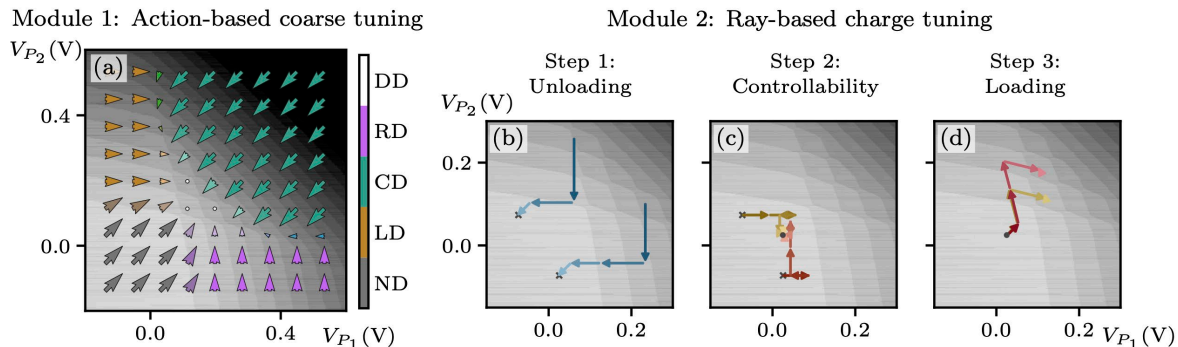 Module 1: Action-based coarse tuning
Module 2: Ray-based charge tuning
V_{P_2}(V)
(a)
0.4
0.0
0.0
0.4
V_{P_1}(V)
DD
RD
CD
LD
ND
Step 1:
Unloading
Step 2:
Controllability
Step 3:
Loading
V_{P_2}(V)
(b)
0.2
0.0
0.0
0.2
(c)
0.0
0.2
(d)
0.0
0.2
V_{P_1}(V)